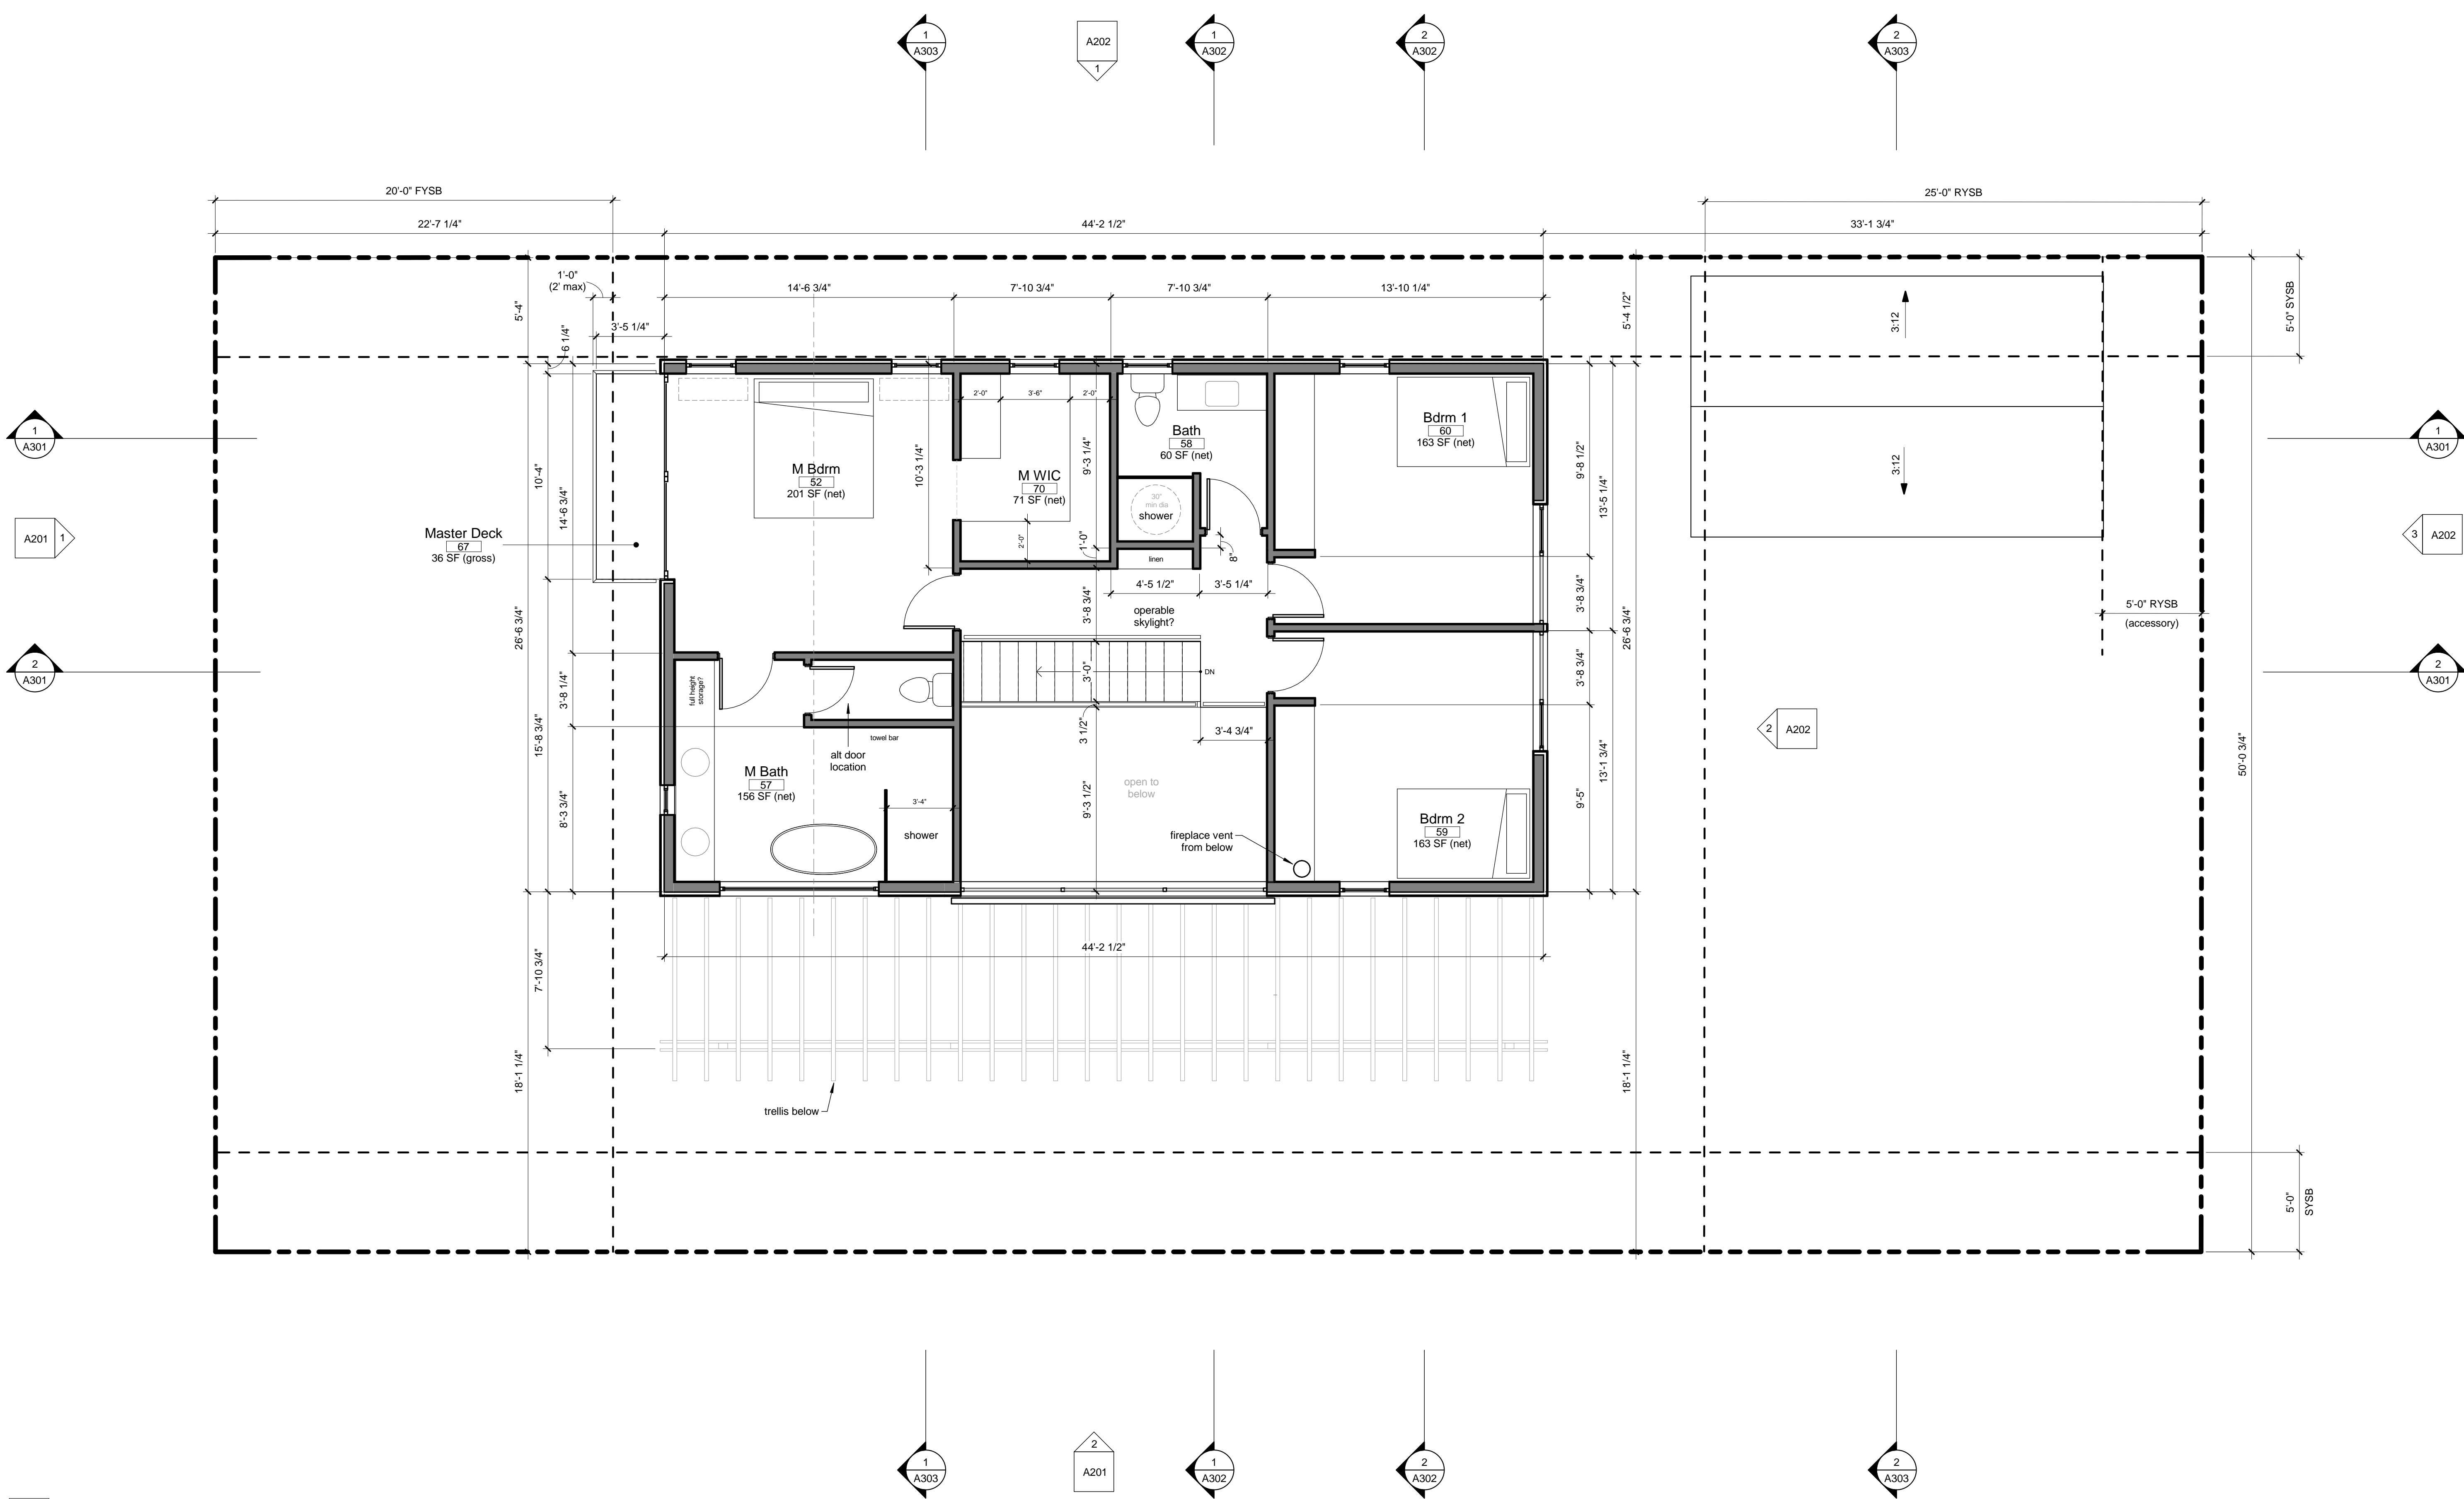 1
A303
A202
1
1
A302
2
A302
2
A303
20'-0" FYSB
25'-0" RYSB
22'-7 1/4"
44'-2 1/2"
33'-1 3/4"
1'-0"
(2' max)
14'-6 3/4"
7'-10 3/4"
7'-10 3/4"
13'-10 1/4"
5'-4"
3'-5 1/4"
6 1/4"
5'-4 1/2"
3:12
5'-0" SYSB
2'-0"
3'-6"
2'-0"
1
A301
Bath
58
60 SF (net)
Bdrm 1
60
163 SF (net)
1
A301
10'-4"
14'-6 3/4"
M Bdrm
52
201 SF (net)
10'-3 1/4"
M WIC
70
71 SF (net)
9'-3 1/4"
9'-8 1/2"
13'-5 1/4"
3:12
30"
min dia
shower
A201
1
Master Deck
67
36 SF (gross)
2'-0"
1'-0"
linen
8"
3
A202
4'-5 1/2"
3'-5 1/4"
26'-6 3/4"
3'-8 3/4"
operable
skylight?
3'-8 3/4"
26'-6 3/4"
5'-0" RYSB
(accessory)
2
A301
full height
storage?
3'-8 1/4"
3'-0"
DN
3'-8 3/4"
2
A301
15'-8 3/4"
towel bar
alt door
location
3 1/2"
3'-4 3/4"
2
A202
M Bath
57
156 SF (net)
open to
below
13'-1 3/4"
50'-0 3/4"
8'-3 3/4"
3'-4"
shower
9'-3 1/2"
fireplace vent
from below
Bdrm 2
59
163 SF (net)
9'-5"
44'-2 1/2"
7'-10 3/4"
18'-1 1/4"
18'-1 1/4"
trellis below
5'-0"
SYSB
1
A303
2
A201
1
A302
2
A302
2
A303